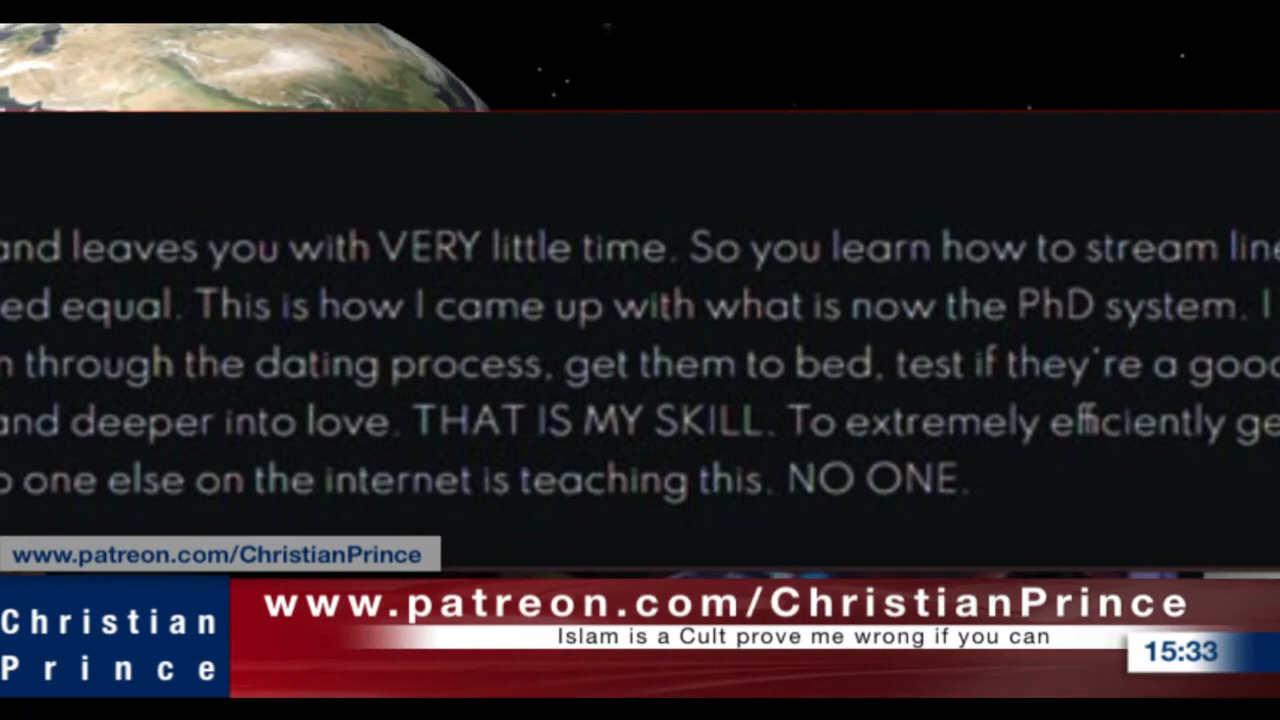 and leaves you with VERY little time. So you learn how to stream line
ed equal. This is how I came up with what is now the PhD system. I
n through the dating process, get them to bed, test if they're a good
and deeper into love. THAT IS MY SKILL. To extremely efficiently ge
o one else on the internet is teaching this. NO ONE.
www.patreon.com/ChristianPrince
www.patreon.com/ChristianPrince
Islam is a Cult prove me wrong if you can
Christian
Prince
15:33